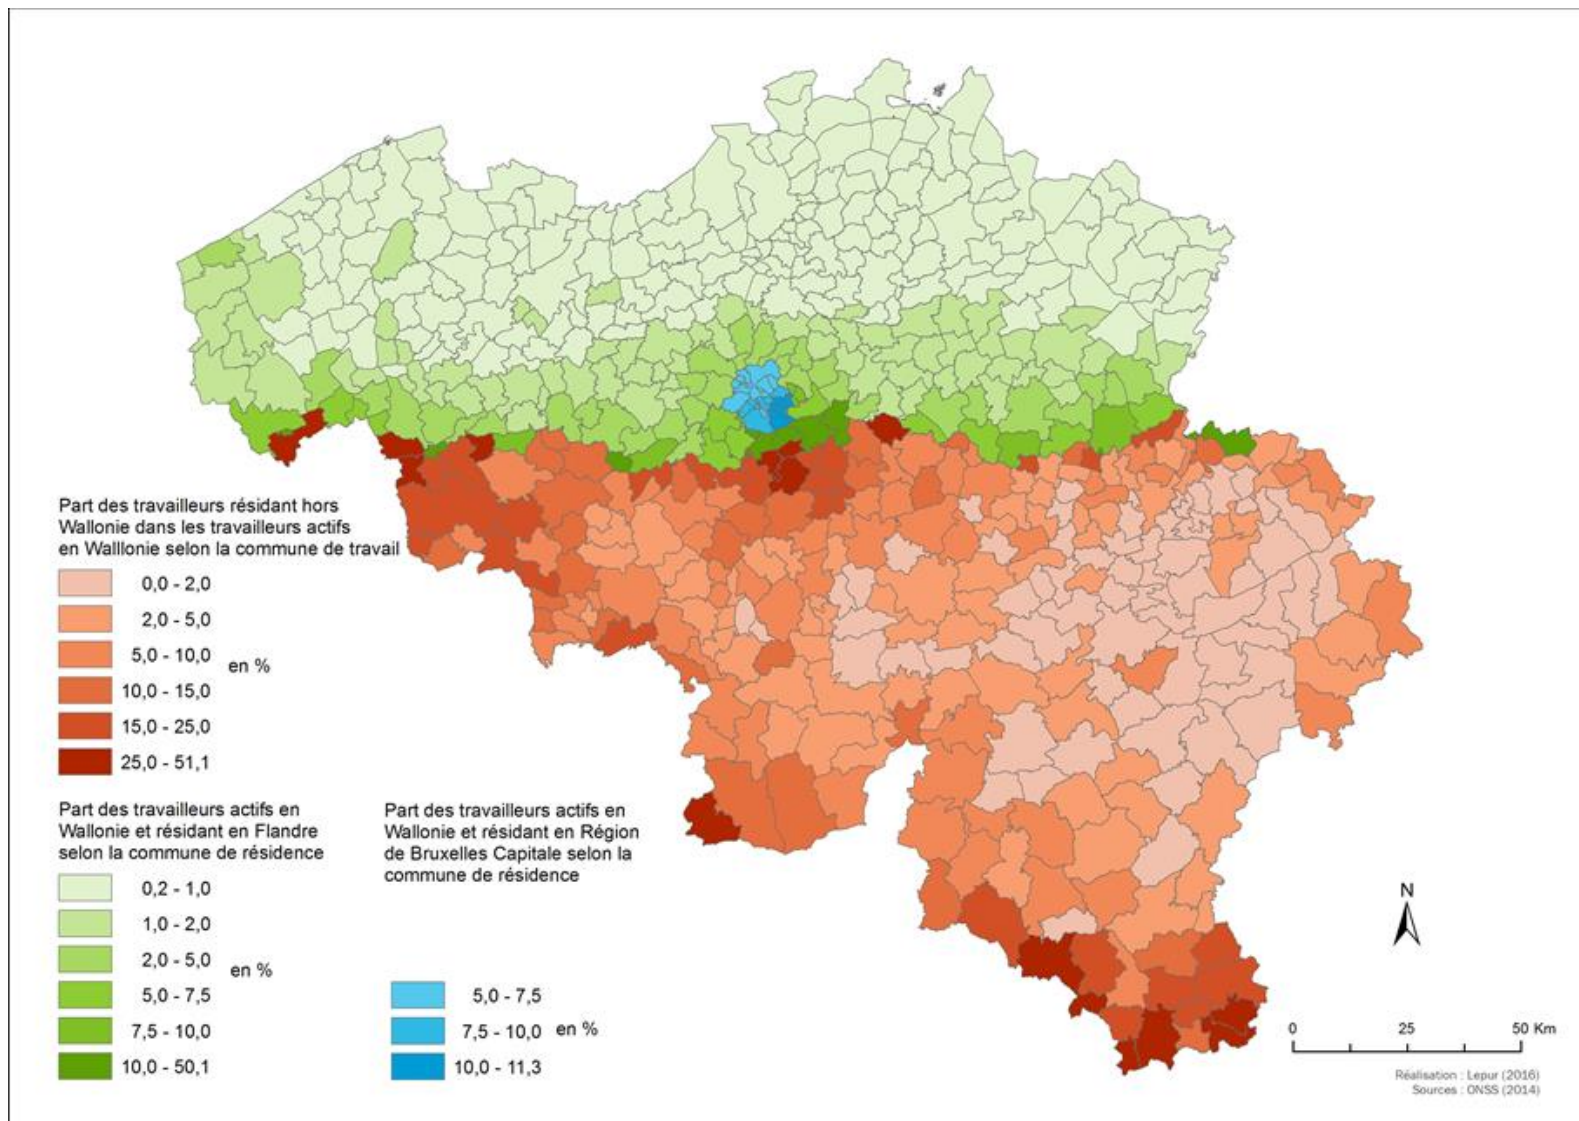 Part des travailleurs résidant hors
Wallonie dans les travailleurs actifs
en Walllonie selon la commune de travail
0,0 - 2,0
2,0 - 5,0
5,0 - 10,0
en %
10,0 - 15,0
15,0 - 25,0
25,0 - 51,1
Part des travailleurs actifs en
Wallonie et résidant en Flandre
selon la commune de résidence
0,2 - 1,0
1,0 - 2,0
2,0 - 5,0
en %
5,0 - 7,5
7,5 - 10,0
10,0 - 50,1
Part des travailleurs actifs en
Wallonie et résidant en Région
de Bruxelles Capitale selon la
commune de résidence
5,0 - 7,5
7,5 - 10,0 en %
10,0 - 11,3
N
0 25 50 Km
Réalisation : Lepur (2016)
Sources : ONSS (2014)